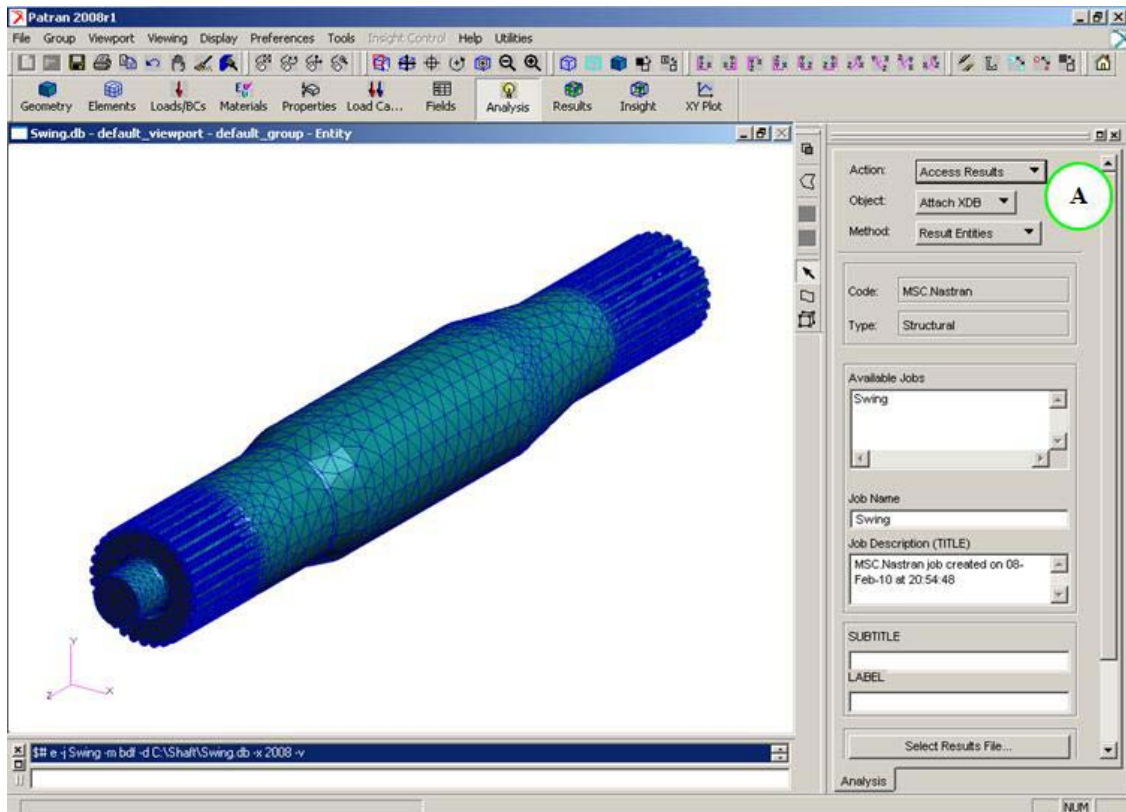 Patran 2008r1
File Group Viewport Viewing Display Preferences Tools Insight Control Help Utilities
Geometry Elements Loads/BCs Materials Properties Load Ca... Fields Analysis Results Insight XY Plot
Swing.db - default_viewport - default_group - Entity
Action: Access Results
A
Object: Attach XDB
Method: Result Entities
Code: MSC.Nastran
Type: Structural
Available Jobs
Swing
Job Name
Swing
Job Description (TITLE)
MSC.Nastran job created on 08-
Feb-10 at 20:54:48
SUBTITLE
LABEL
Select Results File...
Y
Z X
$# e -j Swing -m bdf -d C:\Shaft\Swing.db -x 2008 -v
Analysis
NUM